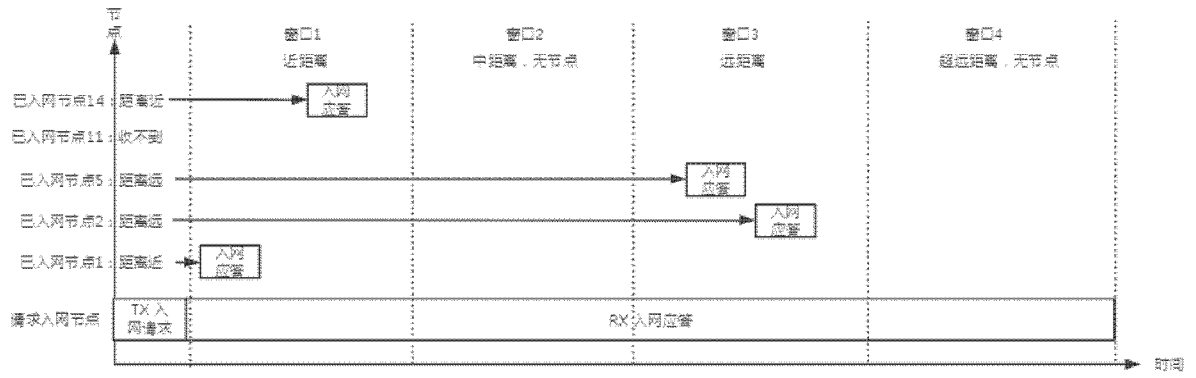 节
点
窗口1
近距离
窗口2
中距离，无节点
窗口3
远距离
窗口4
超远距离，无节点
已入网节点14：距离近
入网
应答
已入网节点11：收不到
已入网节点5：距离远
入网
应答
已入网节点2：距离远
入网
应答
已入网节点1：距离近
入网
应答
请求入网节点
TX 入
网请求
RX 入网应答
时间